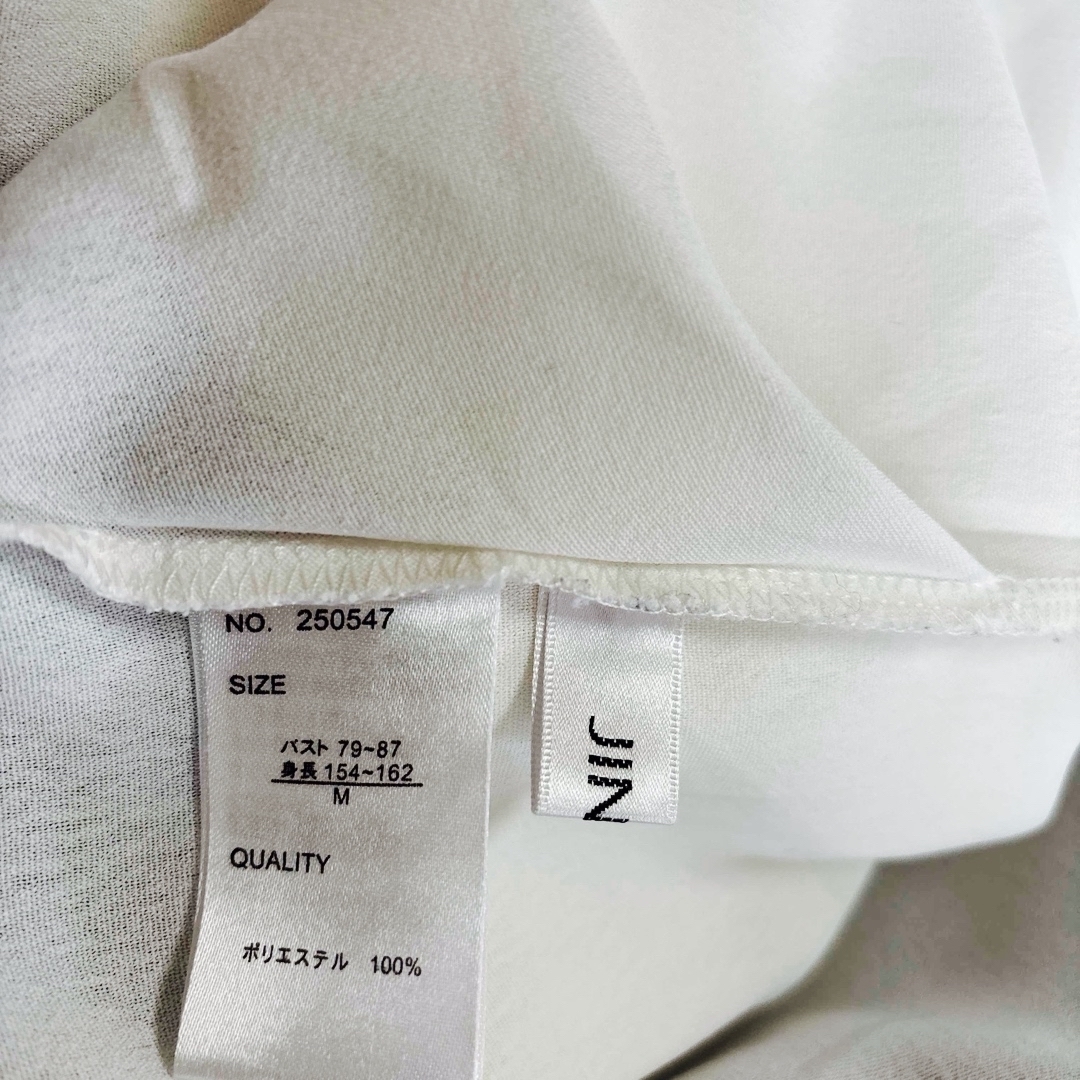 NO. 250547
SIZE
バスト 79~87
身長 154~162
M
QUALITY
ポリエステル 100%
JIN